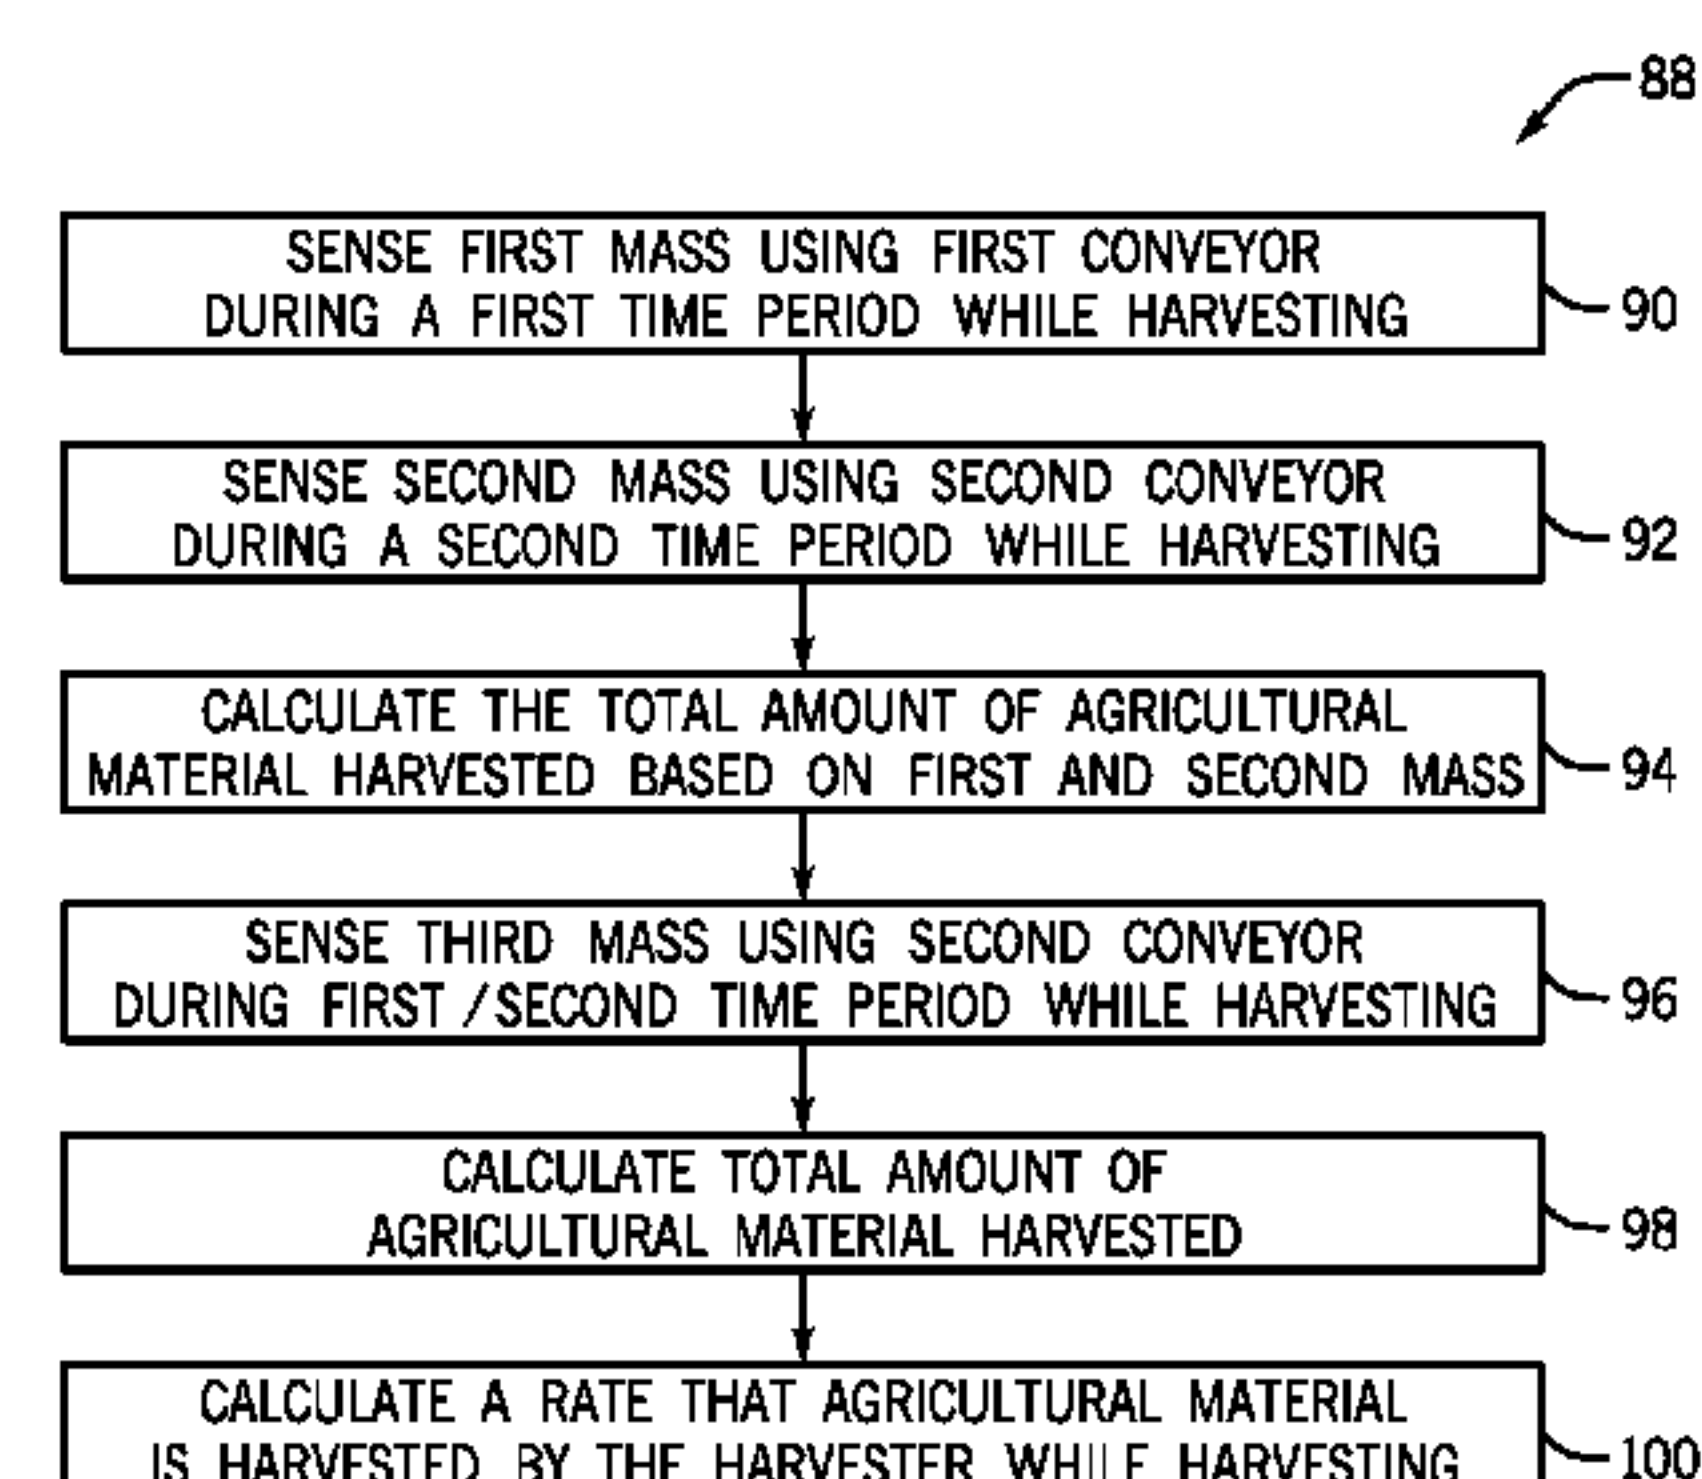 88
SENSE FIRST MASS USING FIRST CONVEYOR
DURING A FIRST TIME PERIOD WHILE HARVESTING
90
SENSE SECOND MASS USING SECOND CONVEYOR
DURING A SECOND TIME PERIOD WHILE HARVESTING
92
CALCULATE THE TOTAL AMOUNT OF AGRICULTURAL
MATERIAL HARVESTED BASED ON FIRST AND SECOND MASS
94
SENSE THIRD MASS USING SECOND CONVEYOR
DURING FIRST/SECOND TIME PERIOD WHILE HARVESTING
96
CALCULATE TOTAL AMOUNT OF
AGRICULTURAL MATERIAL HARVESTED
98
CALCULATE A RATE THAT AGRICULTURAL MATERIAL
IS HARVESTED BY THE HARVESTER WHILE HARVESTING
100